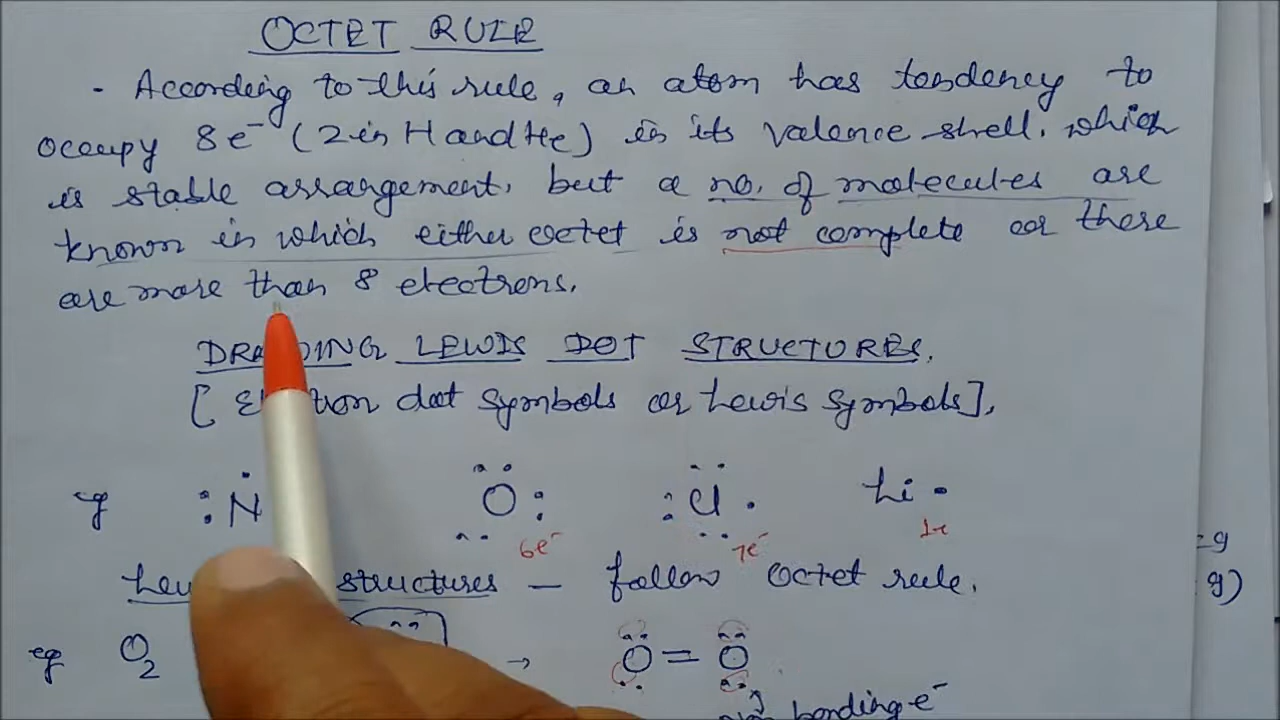 OCTET RULE
· According to this rule, an atom has tendency to
occupy 8e⁻ (2 in H and He) in its valence shell. which
is stable arrangement. but a no. of molecules are
known in which either octet is not complete or there
are more than 8 electrons.
LEWIS DOT STRUCTURES.
dot symbols or Lewis symbols].
eg :N O: :Cl· Li·
6e⁻ 7e⁻ 1e
structures – follow Octet rule.
eg O₂ → O=O
bonding e⁻
=9
9)